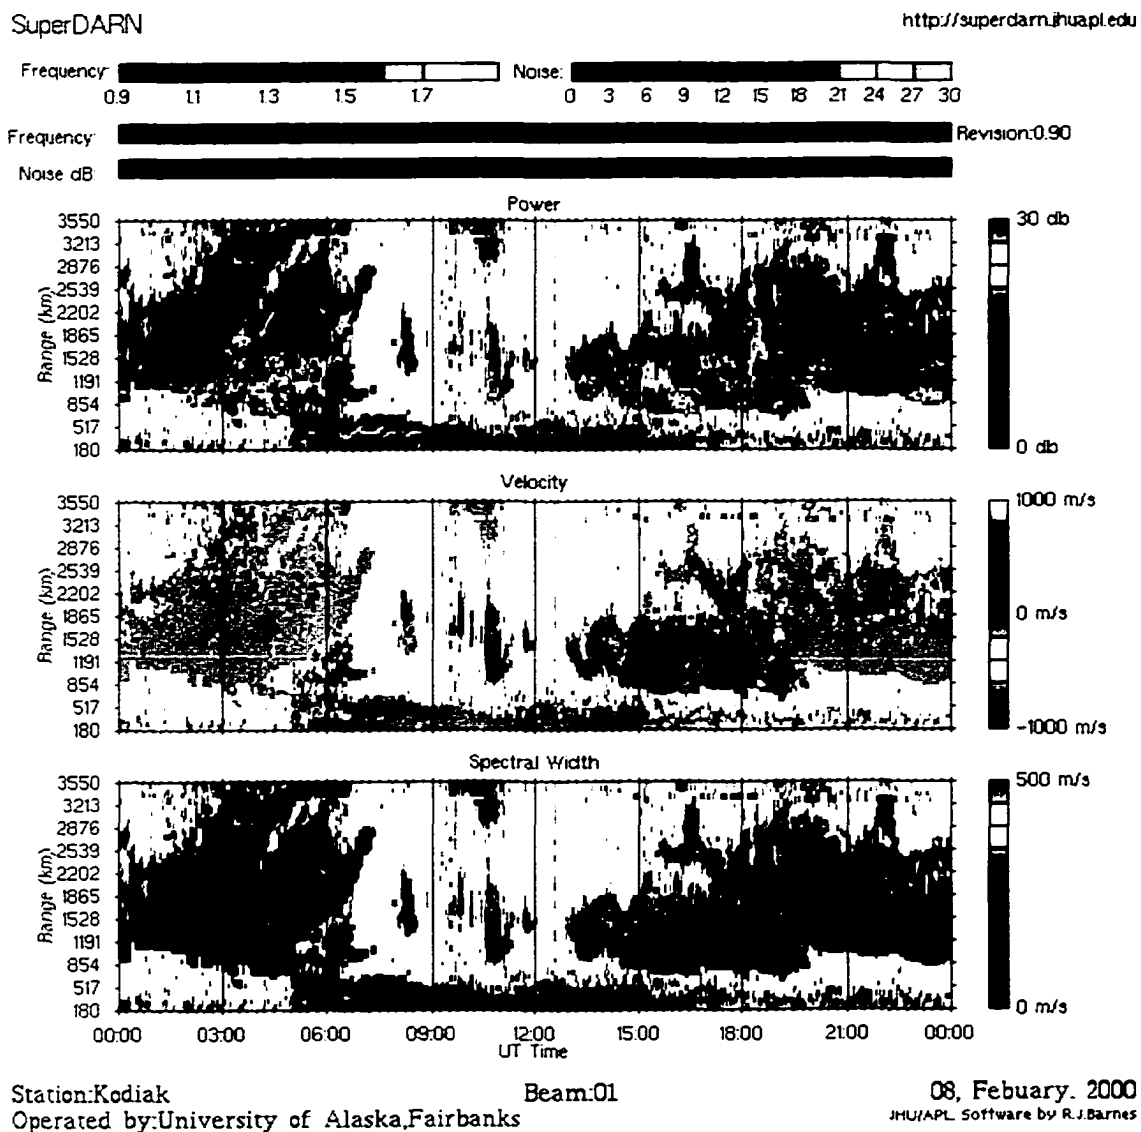 SuperDARN
http://superdarn.jhuapl.edu
Frequency:
0.9 1.1 1.3 1.5 1.7
Noise:
0 3 6 9 12 15 18 21 24 27 30
Frequency:
Revision:0.90
Noise dB:
Power
3550
3213
2876
2539
2202
1865
1528
1191
854
517
180
Range (km)
30 db
0 db
Velocity
3550
3213
2876
2539
2202
1865
1528
1191
854
517
180
Range (km)
1000 m/s
0 m/s
-1000 m/s
Spectral Width
3550
3213
2876
2539
2202
1865
1528
1191
854
517
180
Range (km)
500 m/s
0 m/s
00:00 03:00 06:00 09:00 12:00 15:00 18:00 21:00 00:00
UT Time
Station:Kodiak
Beam:01
08, Febuary. 2000
Operated by:University of Alaska,Fairbanks
JHU/APL Software by R.J.Barnes